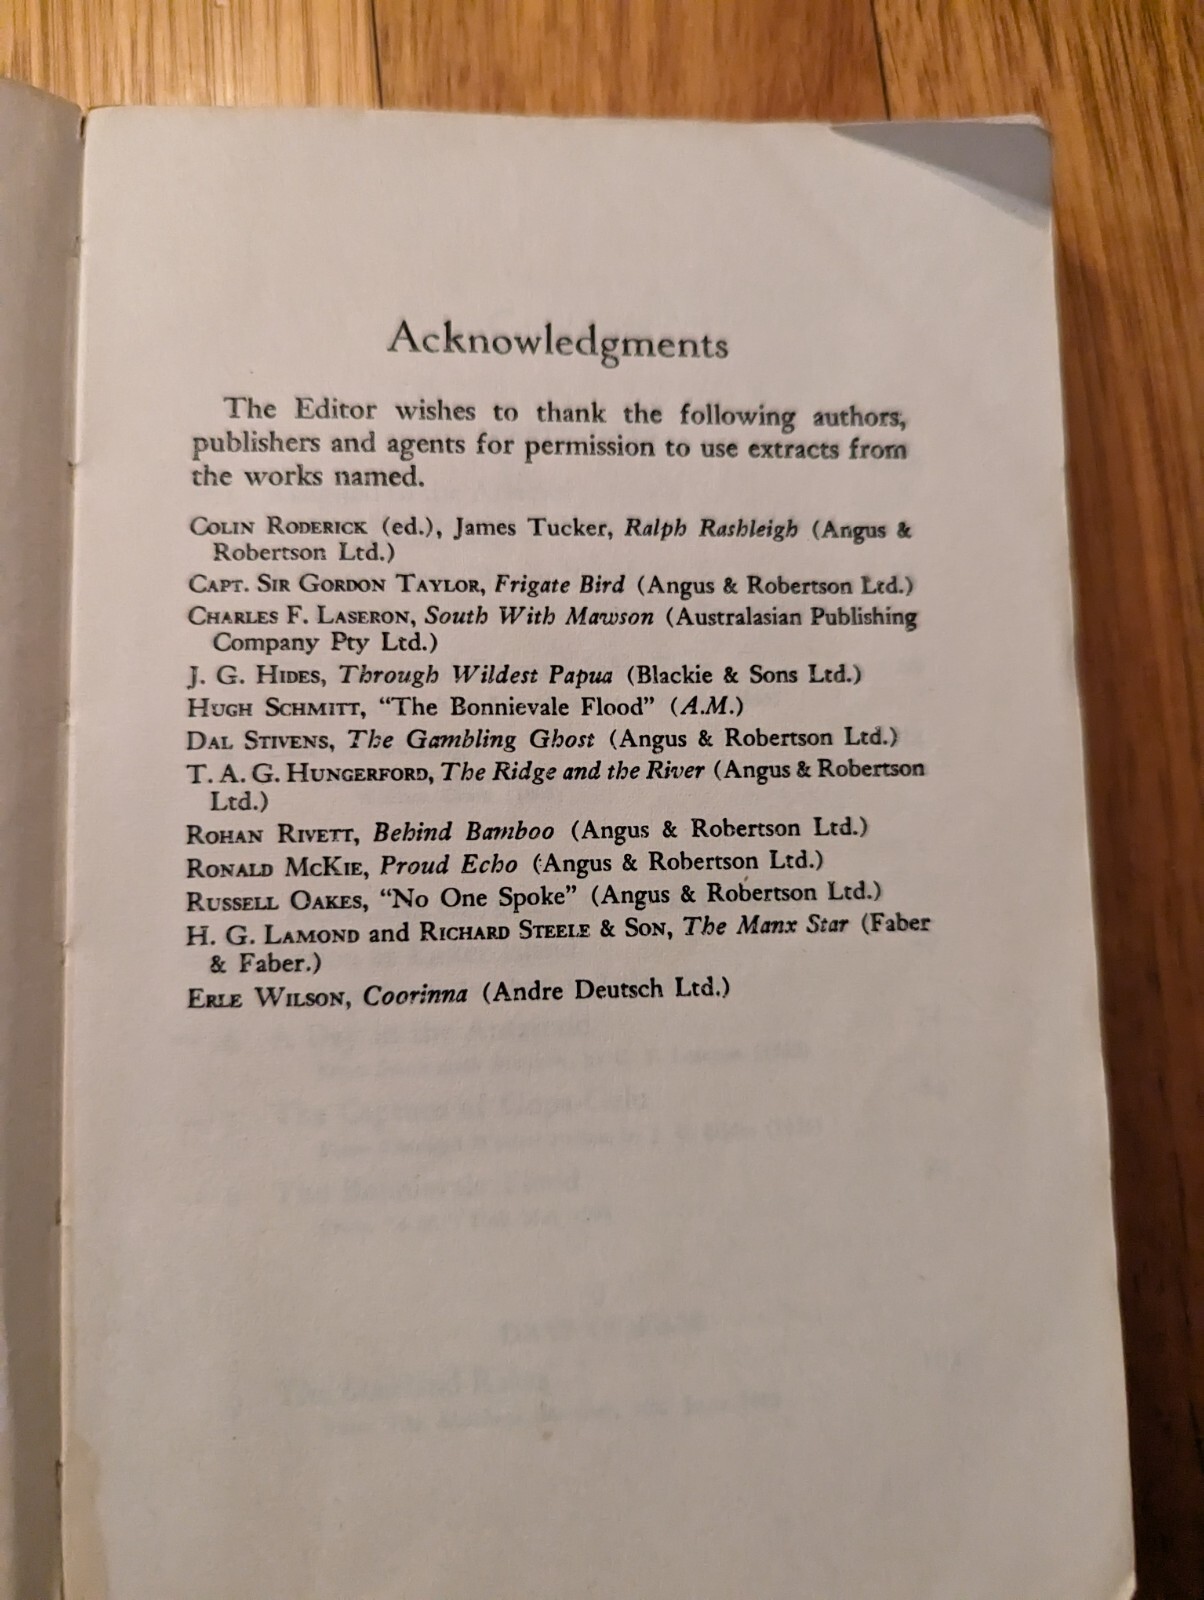 Acknowledgments
The Editor wishes to thank the following authors,
publishers and agents for permission to use extracts from
the works named.
COLIN RODERICK (ed.), James Tucker, Ralph Rashleigh (Angus &
Robertson Ltd.)
CAPT. SIR GORDON TAYLOR, Frigate Bird (Angus & Robertson Ltd.)
CHARLES F. LASERON, South With Mawson (Australasian Publishing
Company Pty Ltd.)
J. G. HIDES, Through Wildest Papua (Blackie & Sons Ltd.)
HUGH SCHMITT, “The Bonnievale Flood” (A.M.)
DAL STIVENS, The Gambling Ghost (Angus & Robertson Ltd.)
T. A. G. HUNGERFORD, The Ridge and the River (Angus & Robertson
Ltd.)
ROHAN RIVETT, Behind Bamboo (Angus & Robertson Ltd.)
RONALD MCKIE, Proud Echo (Angus & Robertson Ltd.)
RUSSELL OAKES, “No One Spoke” (Angus & Robertson Ltd.)
H. G. LAMOND and RICHARD STEELE & SON, The Manx Star (Faber
& Faber.)
ERLE WILSON, Coorinna (Andre Deutsch Ltd.)